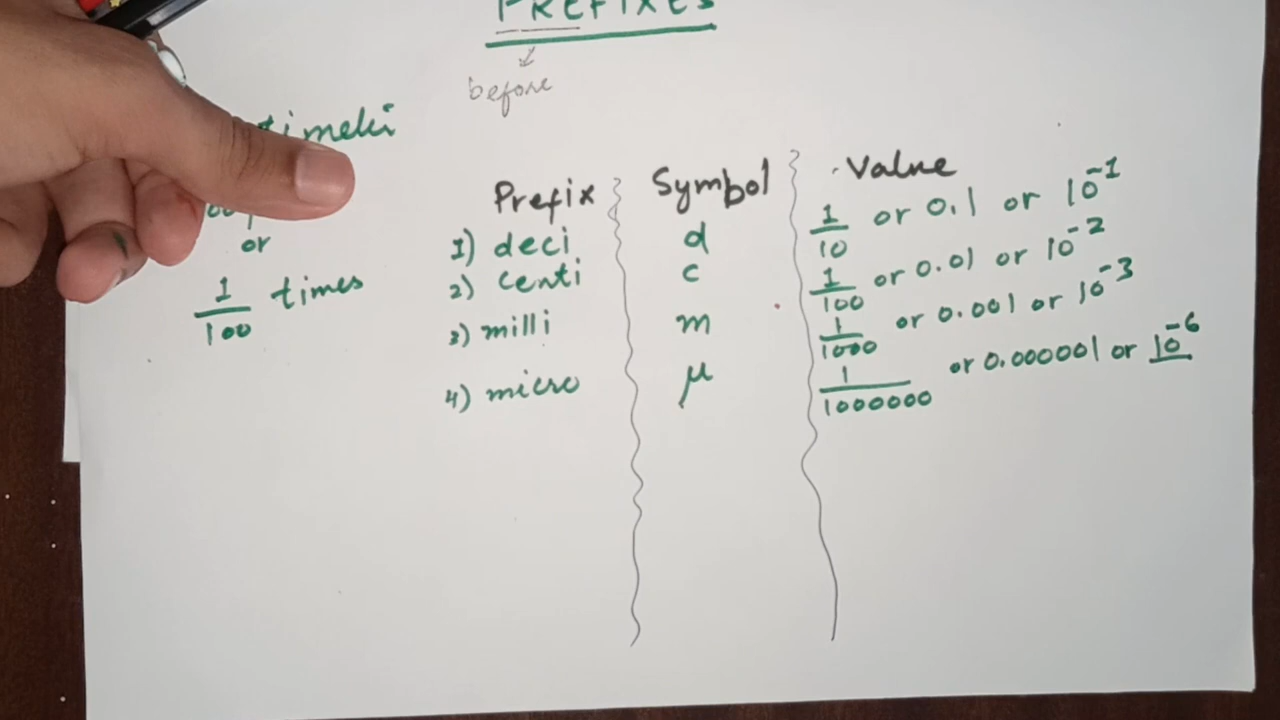 PREFIXES
before
or
1/100 times
Prefix Symbol Value
1) deci d 1/10 or 0.1 or 10⁻¹
2) centi c 1/100 or 0.01 or 10⁻²
3) milli m 1/1000 or 0.001 or 10⁻³
4) micro μ 1/1000000 or 0.000001 or 10⁻⁶